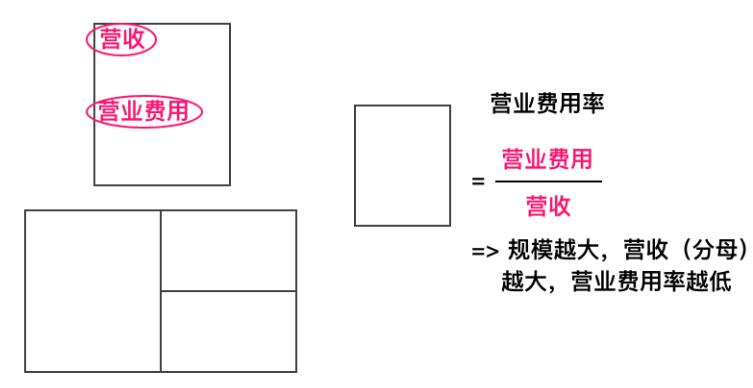 营收
营业费用
营业费用率
= 营业费用
营收
=> 规模越大，营收（分母）
越大，营业费用率越低